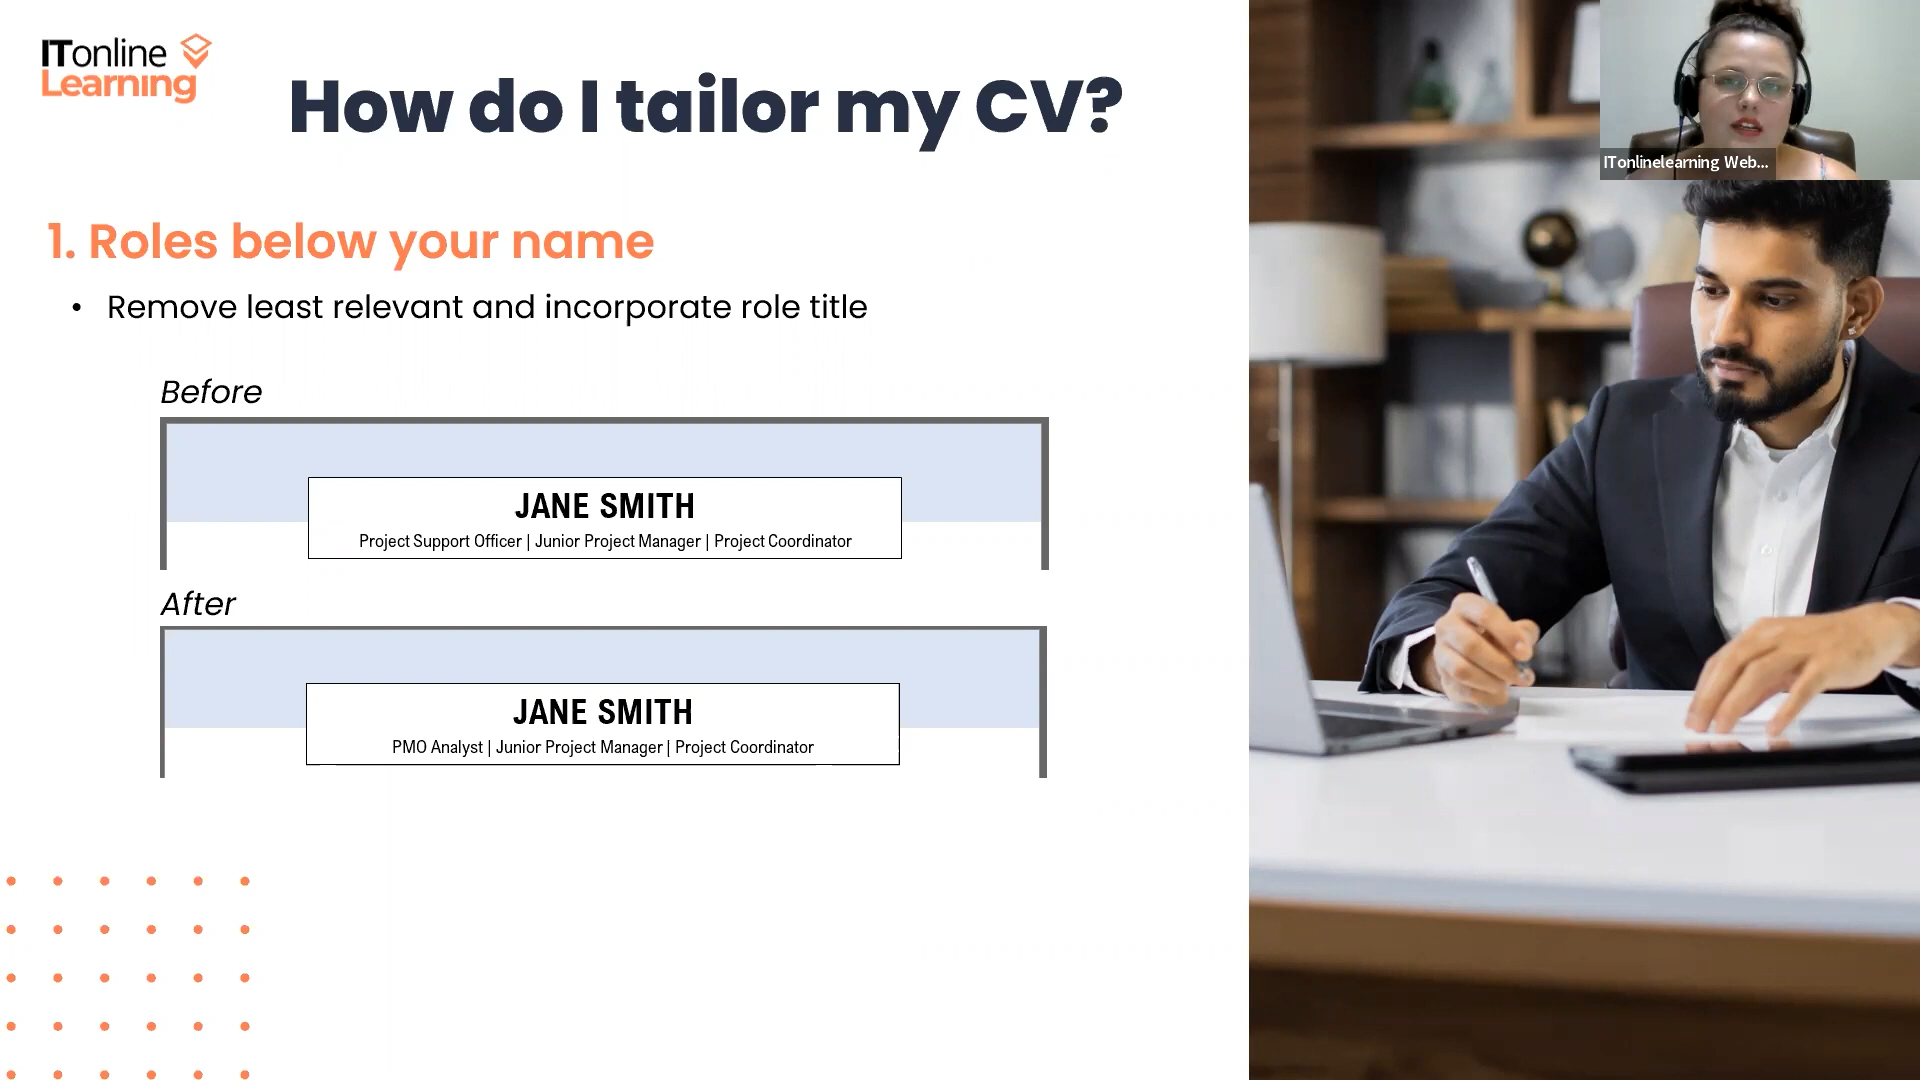 ITonline
Learning
How do I tailor my CV?
ITonlinelearning Web...
1. Roles below your name
• Remove least relevant and incorporate role title
Before
JANE SMITH
Project Support Officer | Junior Project Manager | Project Coordinator
After
JANE SMITH
PMO Analyst | Junior Project Manager | Project Coordinator